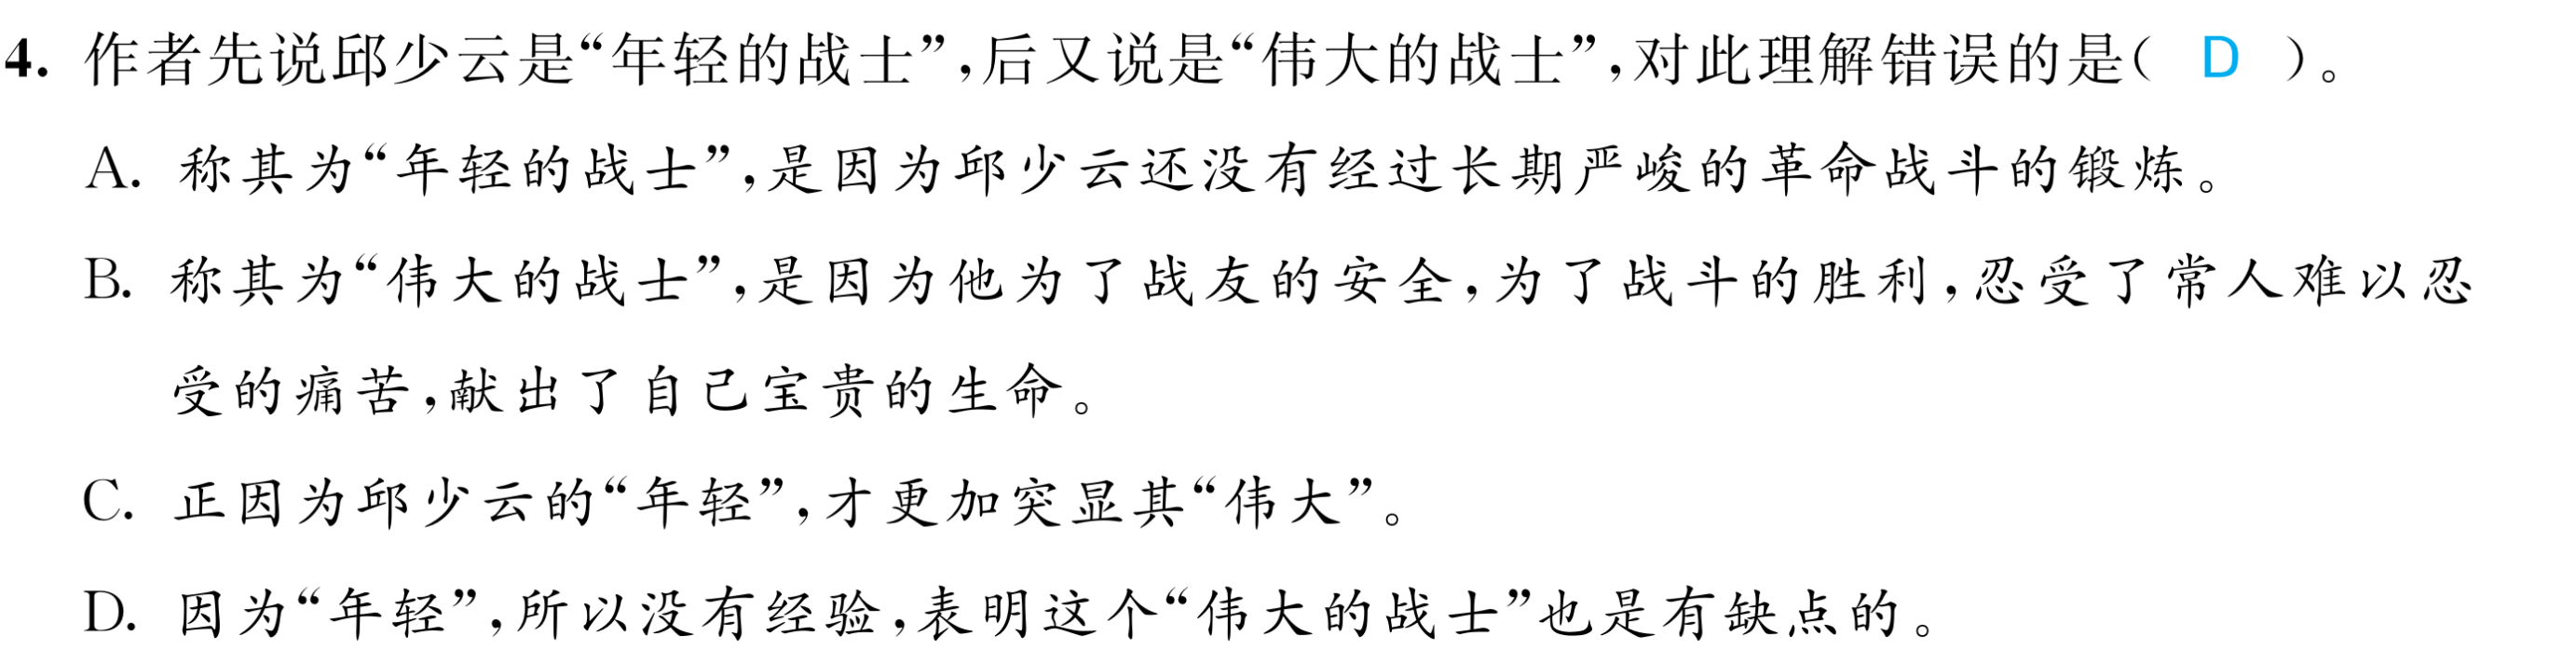 4. 作者先说邱少云是“年轻的战士”,后又说是“伟大的战士”,对此理解错误的是( D )。
A. 称其为“年轻的战士”,是因为邱少云还没有经过长期严峻的革命战斗的锻炼。
B. 称其为“伟大的战士”,是因为他为了战友的安全,为了战斗的胜利,忍受了常人难以忍
受的痛苦,献出了自己宝贵的生命。
C. 正因为邱少云的“年轻”,才更加突显其“伟大”。
D. 因为“年轻”,所以没有经验,表明这个“伟大的战士”也是有缺点的。